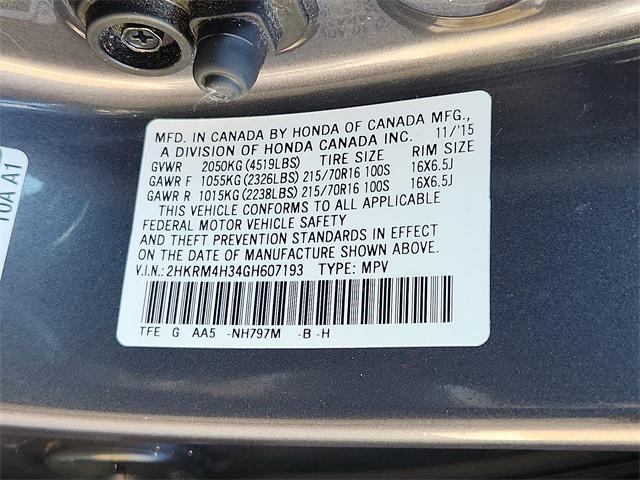 MFD. IN CANADA BY HONDA OF CANADA MFG.,
A DIVISION OF HONDA CANADA INC. 11/'15
GVWR 2050KG(4519LBS) TIRE SIZE RIM SIZE
GAWR F 1055KG(2326LBS) 215/70R16 100S 16X6.5J
GAWR R 1015KG(2238LBS) 215/70R16 100S 16X6.5J
THIS VEHICLE CONFORMS TO ALL APPLICABLE
FEDERAL MOTOR VEHICLE SAFETY
AND THEFT PREVENTION STANDARDS IN EFFECT
ON THE DATE OF MANUFACTURE SHOWN ABOVE.
V.I.N.: 2HKRM4H34GH607193 TYPE: MPV
TFE G AA5 -NH797M -B -H
10A A1